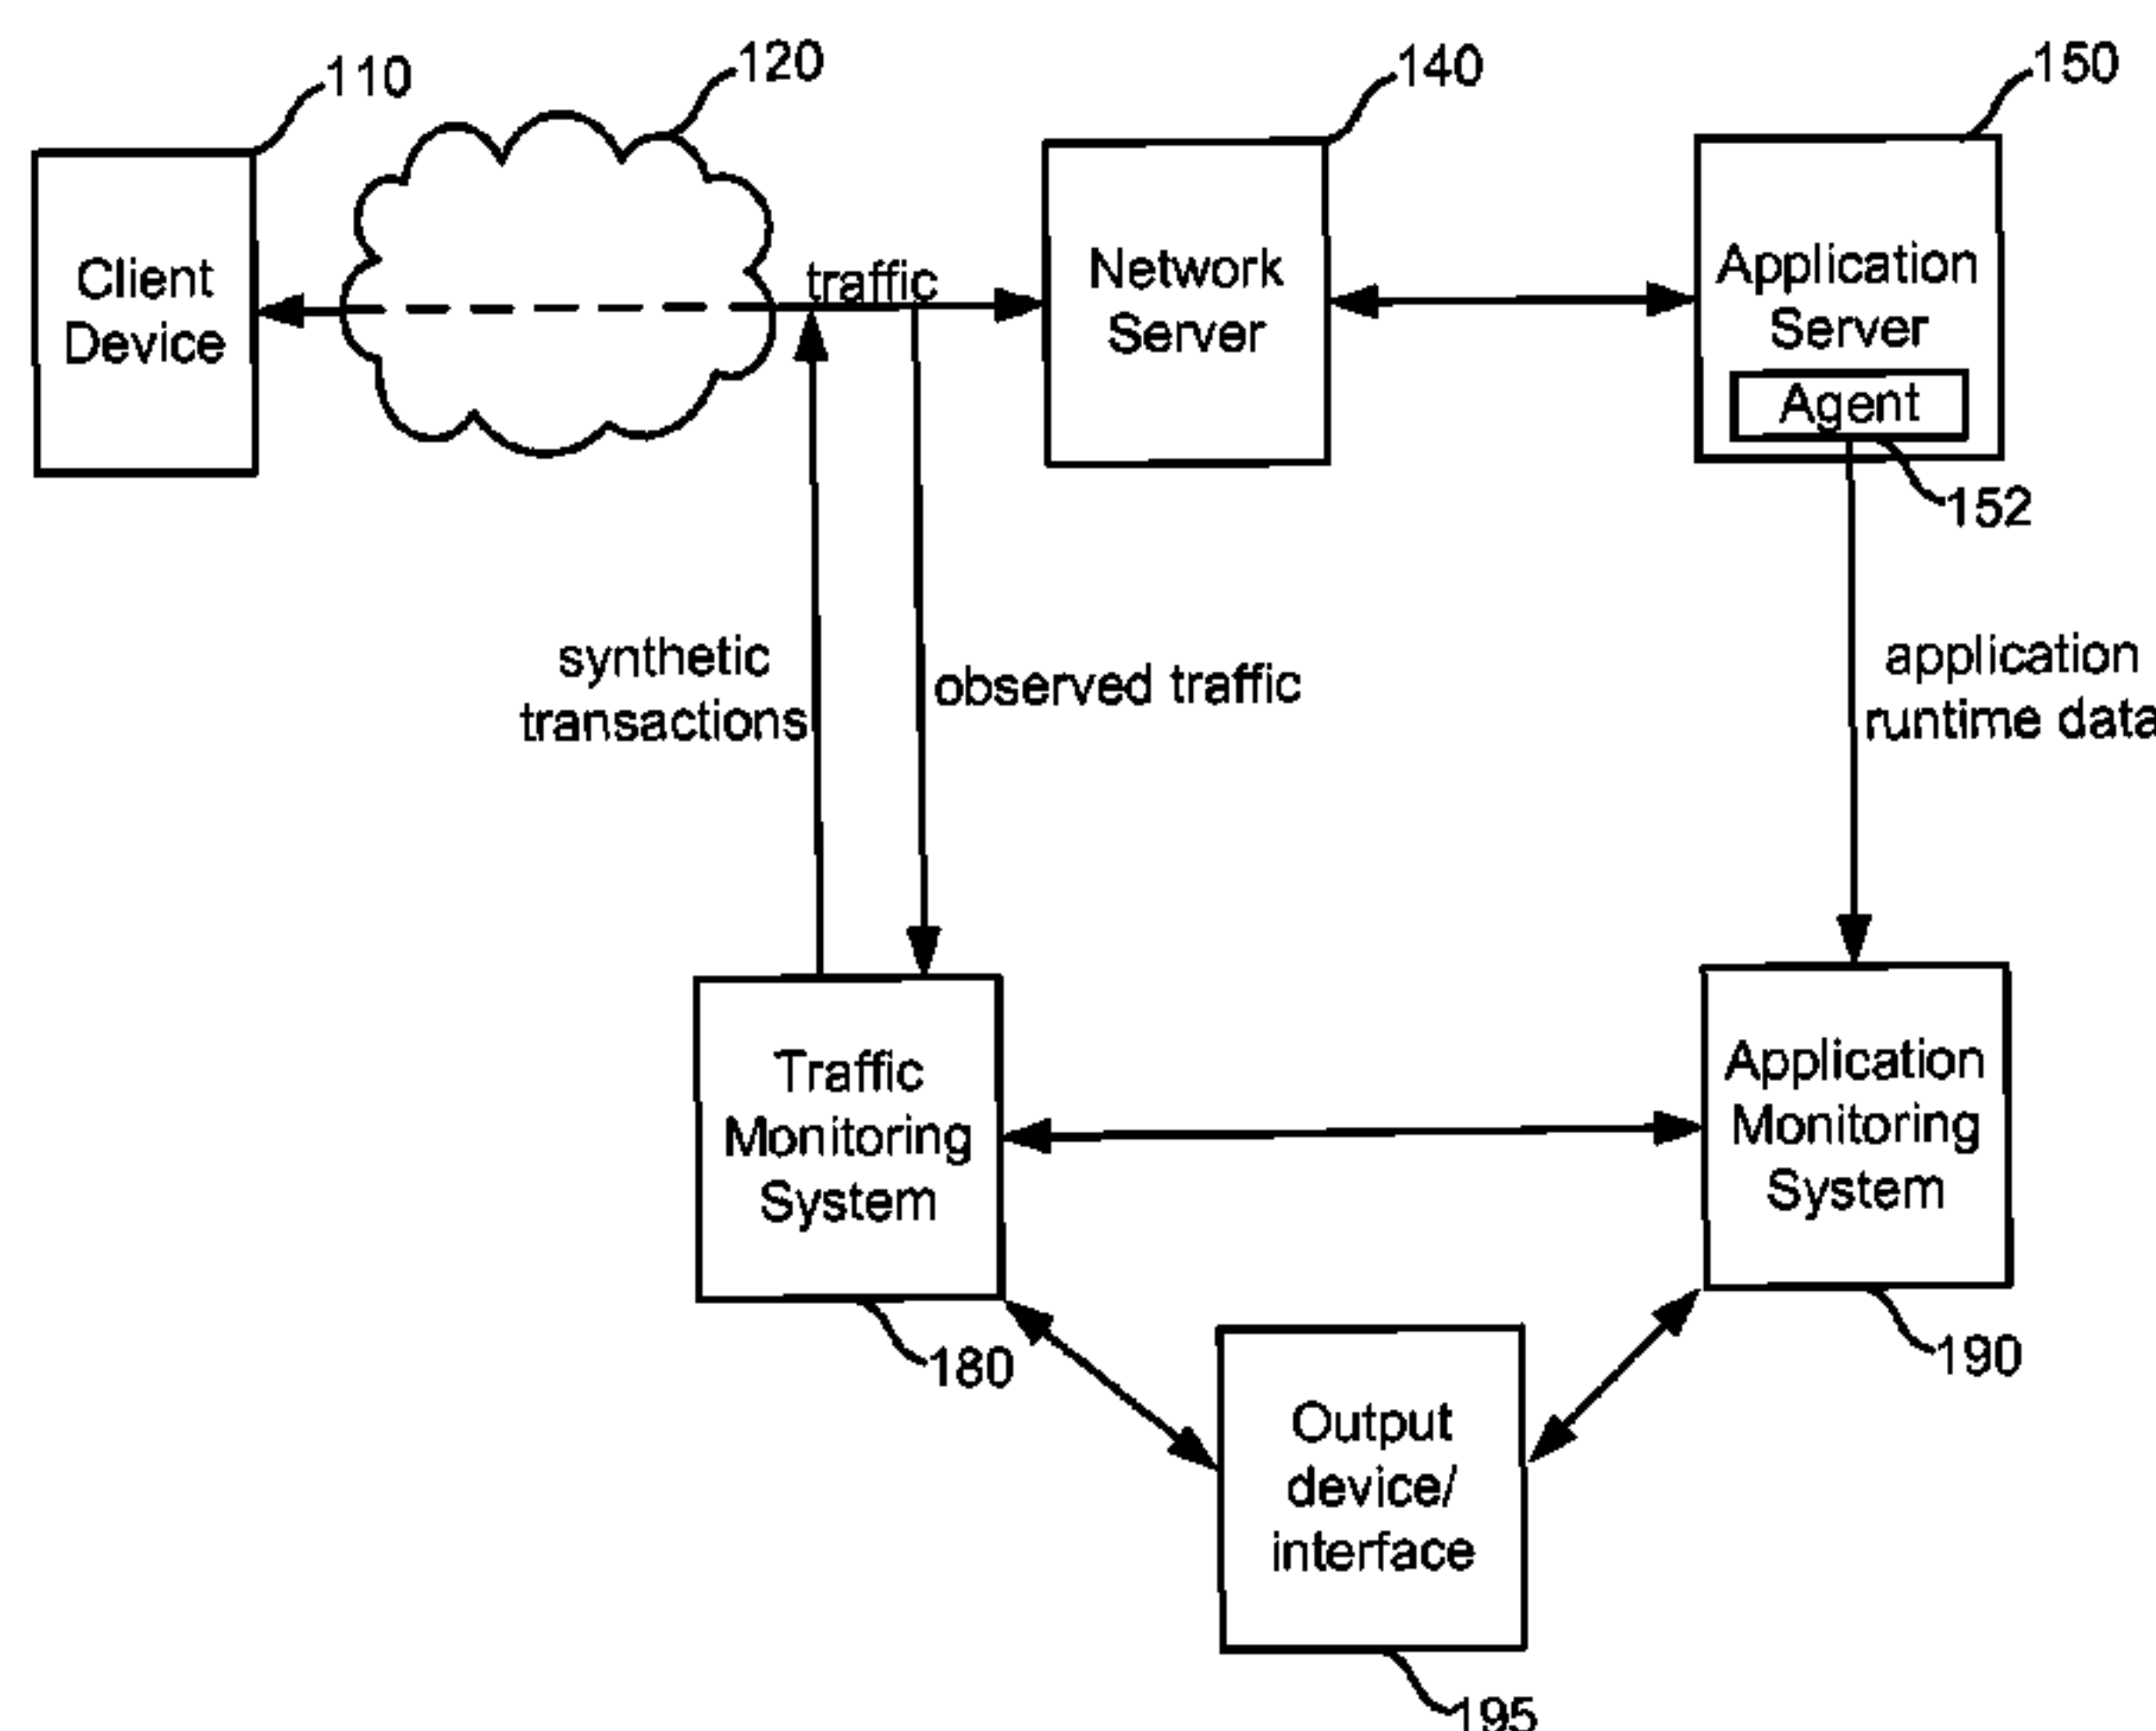 110
120
140
150
Client
Device
traffic
Network
Server
Application
Server
Agent
152
synthetic
transactions
observed traffic
application
runtime data
Traffic
Monitoring
System
Application
Monitoring
System
180
190
Output
device/
interface
195